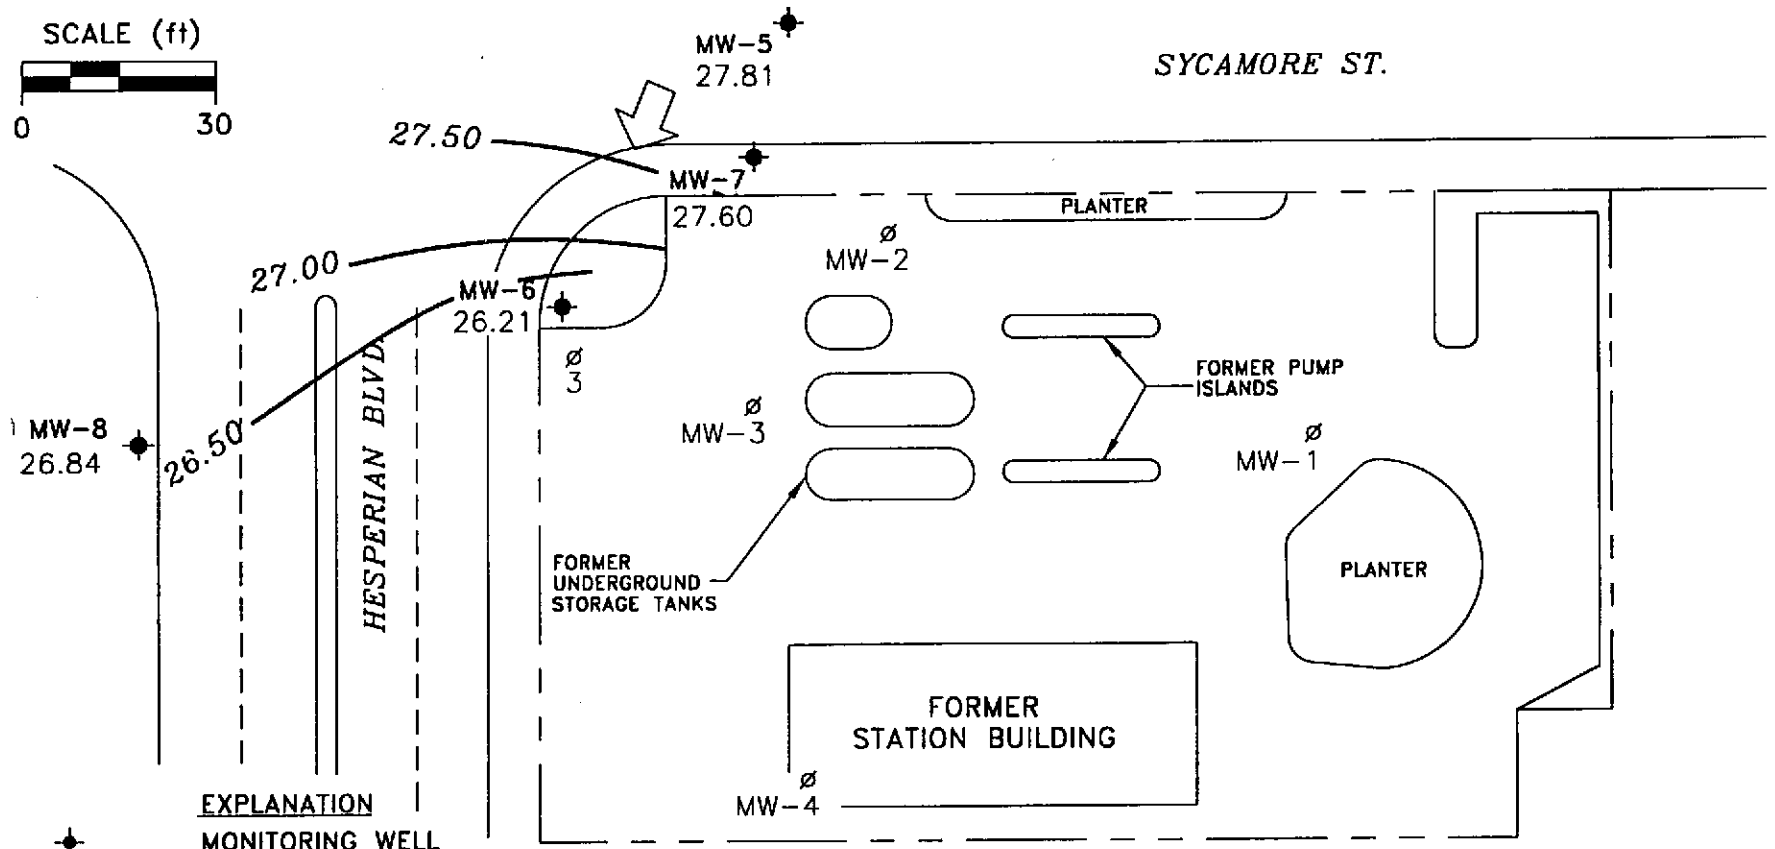 SCALE (ft)
0 30
MW-5
27.81
SYCAMORE ST.
27.50
MW-7
27.60
PLANTER
Ø
MW-2
27.00
MW-6
26.21
Ø
3
HESPERIAN BLVD.
MW-8
26.84
26.50
Ø
MW-3
FORMER PUMP
ISLANDS
Ø
MW-1
FORMER
UNDERGROUND
STORAGE TANKS
PLANTER
FORMER
STATION BUILDING
Ø
MW-4
EXPLANATION
MONITORING WELL